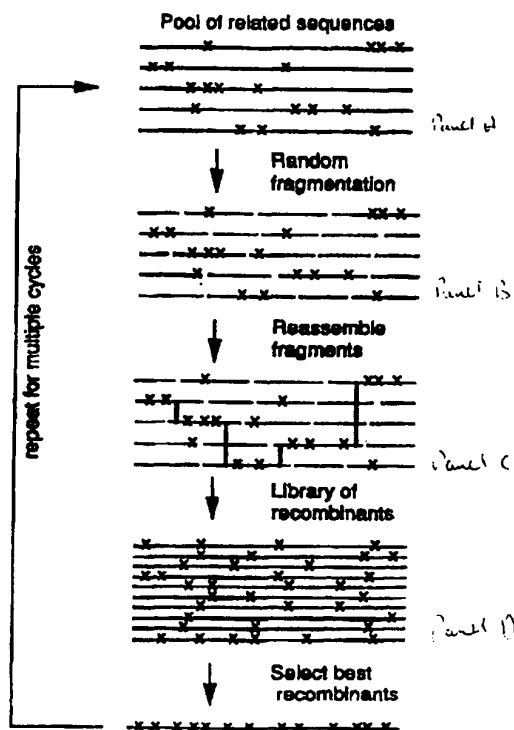 Pool of related sequences
Panel A
Random
fragmentation
Panel B
Reassemble
fragments
Panel C
Library of
recombinants
Panel D
Select best
recombinants
repeat for multiple cycles